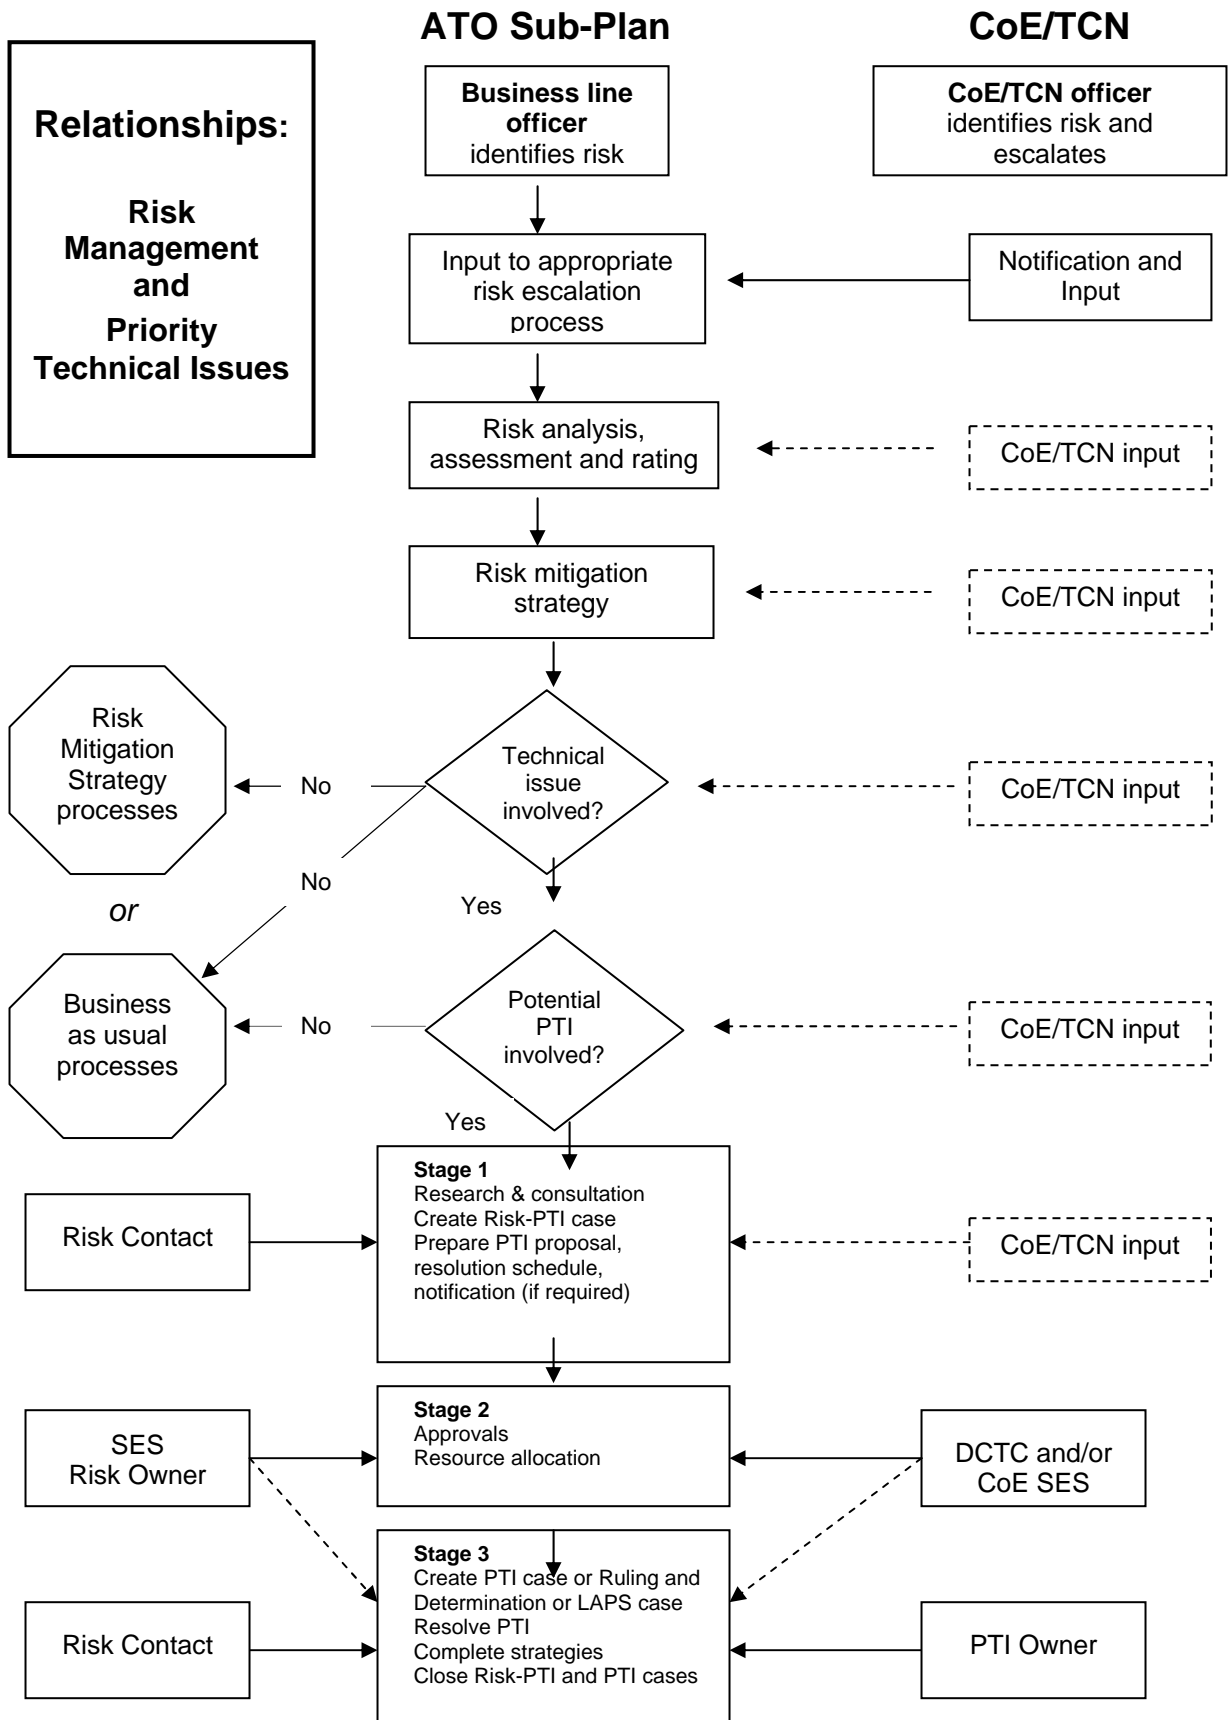 ATO Sub-Plan
CoE/TCN
Relationships:
Risk
Management
and
Priority
Technical Issues
Business line
officer
identifies risk
CoE/TCN officer
identifies risk and
escalates
Input to appropriate
risk escalation
process
Notification and
Input
Risk analysis,
assessment and rating
CoE/TCN input
Risk mitigation
strategy
CoE/TCN input
Risk
Mitigation
Strategy
processes
No
Technical
issue
involved?
CoE/TCN input
No
or
Yes
Business
as usual
processes
No
Potential
PTI
involved?
CoE/TCN input
Yes
Risk Contact
Stage 1
Research & consultation
Create Risk-PTI case
Prepare PTI proposal,
resolution schedule,
notification (if required)
CoE/TCN input
SES
Risk Owner
Stage 2
Approvals
Resource allocation
DCTC and/or
CoE SES
Risk Contact
Stage 3
Create PTI case or Ruling and
Determination or LAPS case
Resolve PTI
Complete strategies
Close Risk-PTI and PTI cases
PTI Owner